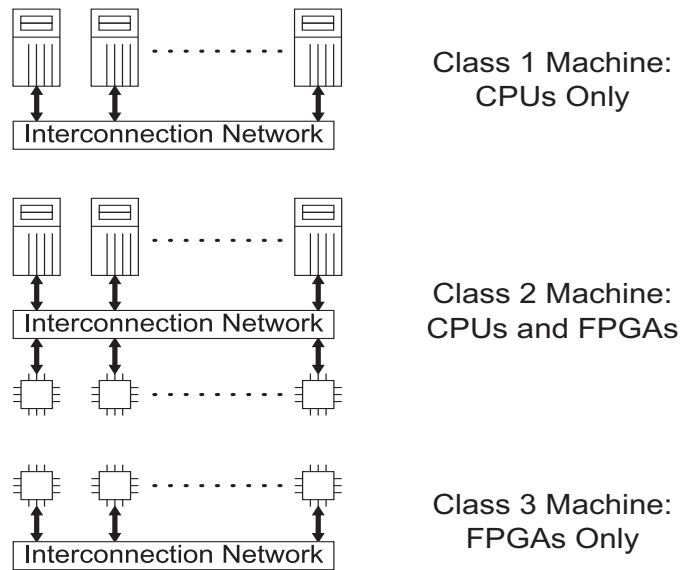 Class 1 Machine:
CPUs Only
Interconnection Network
Class 2 Machine:
CPUs and FPGAs
Interconnection Network
Class 3 Machine:
FPGAs Only
Interconnection Network